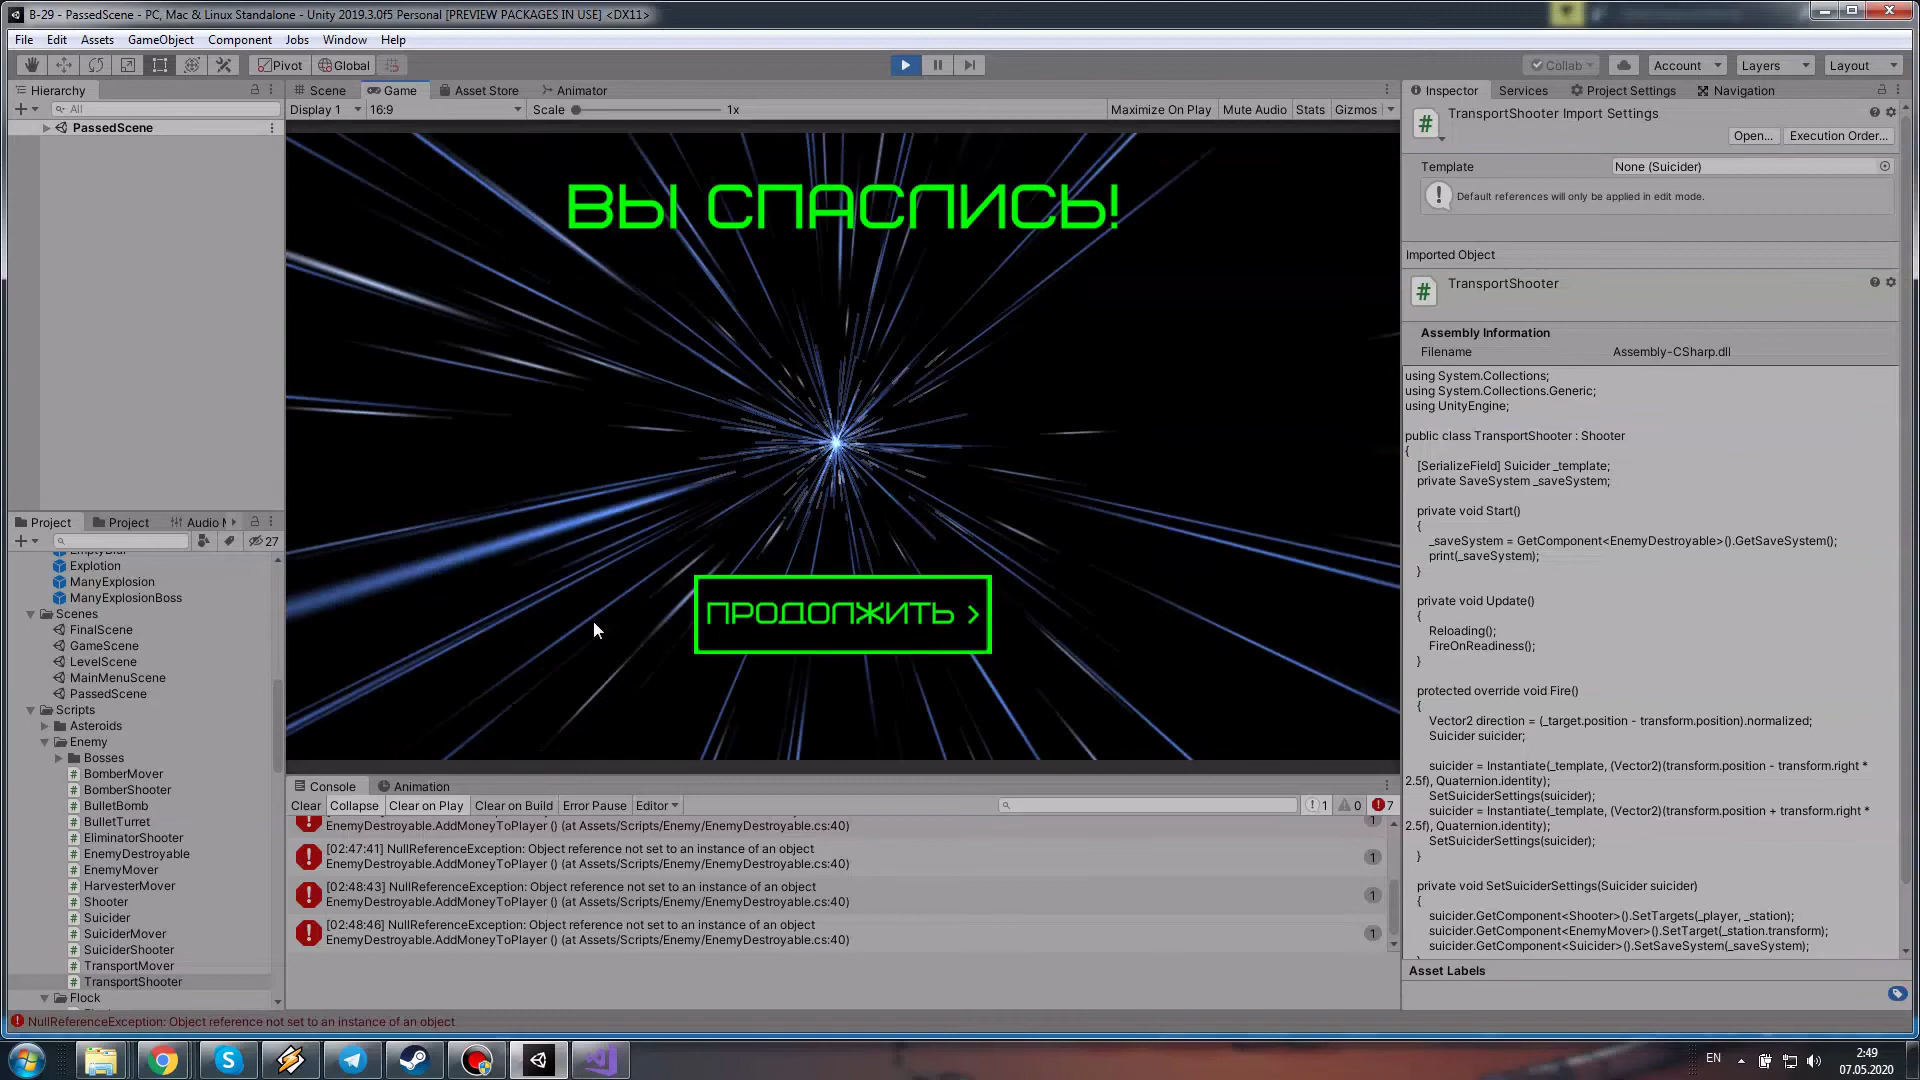 B-29 - PassedScene - PC, Mac & Linux Standalone - Unity 2019.3.0f5 Personal [PREVIEW PACKAGES IN USE] <DX11>
File Edit Assets GameObject Component Jobs Window Help
Pivot Global Collab Account Layers Layout
Hierarchy
All
PassedScene
Scene Game Asset Store Animator
Display 1 16:9 Scale 1x Maximize On Play Mute Audio Stats Gizmos
ВЫ СПАСЛИСЬ!
ПРОДОЛЖИТЬ >
Project Project Audio
27
Explotion
ManyExplosion
ManyExplosionBoss
Scenes
FinalScene
GameScene
LevelScene
MainMenuScene
PassedScene
Scripts
Asteroids
Enemy
Bosses
BomberMover
BomberShooter
BulletBomb
BulletTurret
EliminatorShooter
EnemyDestroyable
EnemyMover
HarvesterMover
Shooter
Suicider
SuiciderMover
SuiciderShooter
TransportMover
TransportShooter
Flock
Console Animation
Clear Collapse Clear on Play Clear on Build Error Pause Editor 1 0 7
EnemyDestroyable.AddMoneyToPlayer () (at Assets/Scripts/Enemy/EnemyDestroyable.cs:40) 1
[02:47:41] NullReferenceException: Object reference not set to an instance of an object
EnemyDestroyable.AddMoneyToPlayer () (at Assets/Scripts/Enemy/EnemyDestroyable.cs:40) 1
[02:48:43] NullReferenceException: Object reference not set to an instance of an object
EnemyDestroyable.AddMoneyToPlayer () (at Assets/Scripts/Enemy/EnemyDestroyable.cs:40) 1
[02:48:46] NullReferenceException: Object reference not set to an instance of an object
EnemyDestroyable.AddMoneyToPlayer () (at Assets/Scripts/Enemy/EnemyDestroyable.cs:40) 1
Inspector Services Project Settings Navigation
TransportShooter Import Settings
Open... Execution Order...
Template None (Suicider)
Default references will only be applied in edit mode.
Imported Object
TransportShooter
Assembly Information
Filename Assembly-CSharp.dll
using System.Collections;
using System.Collections.Generic;
using UnityEngine;
public class TransportShooter : Shooter
{
[SerializeField] Suicider _template;
private SaveSystem _saveSystem;
private void Start()
{
_saveSystem = GetComponent<EnemyDestroyable>().GetSaveSystem();
print(_saveSystem);
}
private void Update()
{
Reloading();
FireOnReadiness();
}
protected override void Fire()
{
Vector2 direction = (_target.position - transform.position).normalized;
Suicider suicider;
suicider = Instantiate(_template, (Vector2)(transform.position - transform.right *
2.5f), Quaternion.identity);
SetSuiciderSettings(suicider);
suicider = Instantiate(_template, (Vector2)(transform.position + transform.right *
2.5f), Quaternion.identity);
SetSuiciderSettings(suicider);
}
private void SetSuiciderSettings(Suicider suicider)
{
suicider.GetComponent<Shooter>().SetTargets(_player, _station);
suicider.GetComponent<EnemyMover>().SetTarget(_station.transform);
suicider.GetComponent<Suicider>().SetSaveSystem(_saveSystem);
Asset Labels
NullReferenceException: Object reference not set to an instance of an object
EN
2:49
07.05.2020